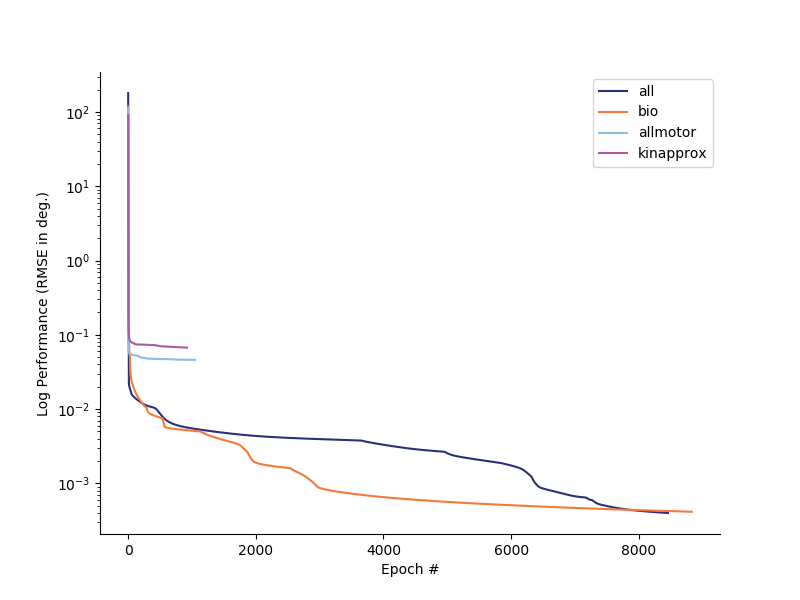 all
bio
allmotor
kinapprox
Log Performance (RMSE in deg.)
10²
10¹
10⁰
10⁻¹
10⁻²
10⁻³
0 2000 4000 6000 8000
Epoch #